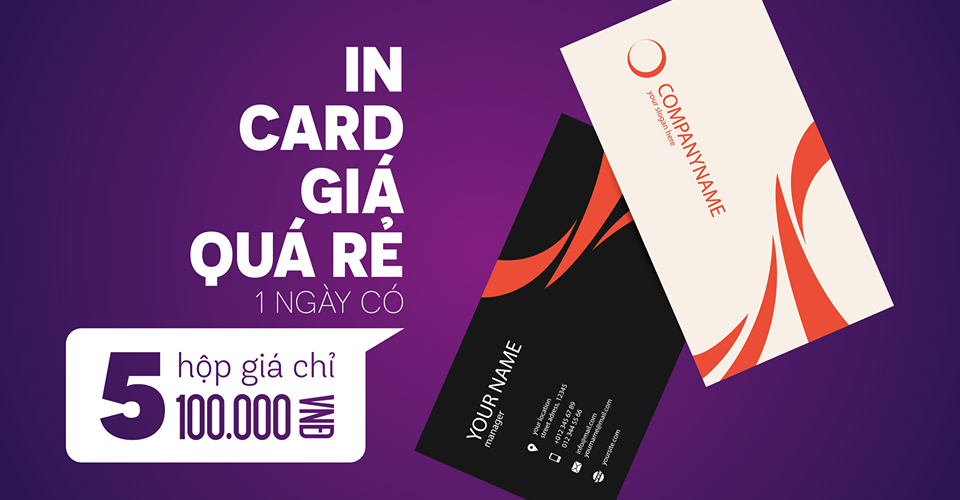 IN
CARD
GIÁ
QUÁ RẺ
1 NGÀY CÓ
5 hộp giá chỉ
100.000 VNĐ
COMPANYNAME
your slogan here
YOUR NAME
manager
your location
street adress, 12345
+012 345 67 89
012 344 55 66
info@mail.com
yourname@mail.com
yoursite.com